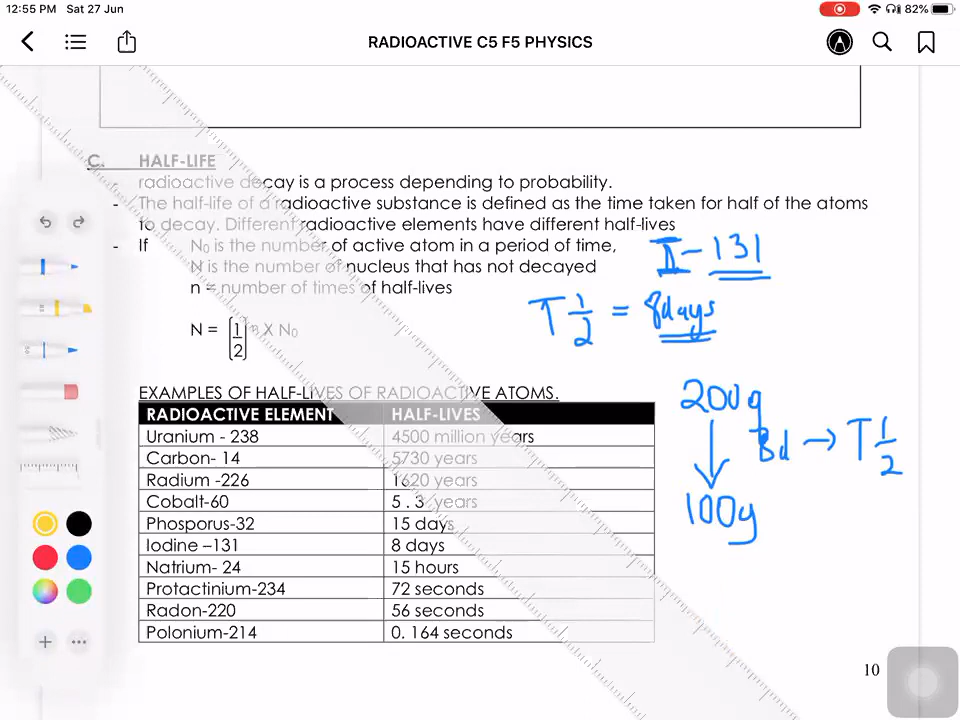 12:55 PM Sat 27 Jun 82%
RADIOACTIVE C5 F5 PHYSICS
C. HALF-LIFE
- radioactive decay is a process depending to probability.
- The half-life of a radioactive substance is defined as the time taken for half of the atoms
to decay. Different radioactive elements have different half-lives
- If N₀ is the number of active atom in a period of time,
N is the number of nucleus that has not decayed
n = number of times of half-lives
I - 131
T 1/2 = 8days
N = [1/2]ⁿ X N₀
EXAMPLES OF HALF-LIVES OF RADIOACTIVE ATOMS.
RADIOACTIVE ELEMENT HALF-LIVES
Uranium - 238 4500 million years
Carbon- 14 5730 years
Radium -226 1620 years
Cobalt-60 5 . 3 years
Phosporus-32 15 days
Iodine –131 8 days
Natrium- 24 15 hours
Protactinium-234 72 seconds
Radon-220 56 seconds
Polonium-214 0. 164 seconds
200g
↓ 8d → T 1/2
100g
10